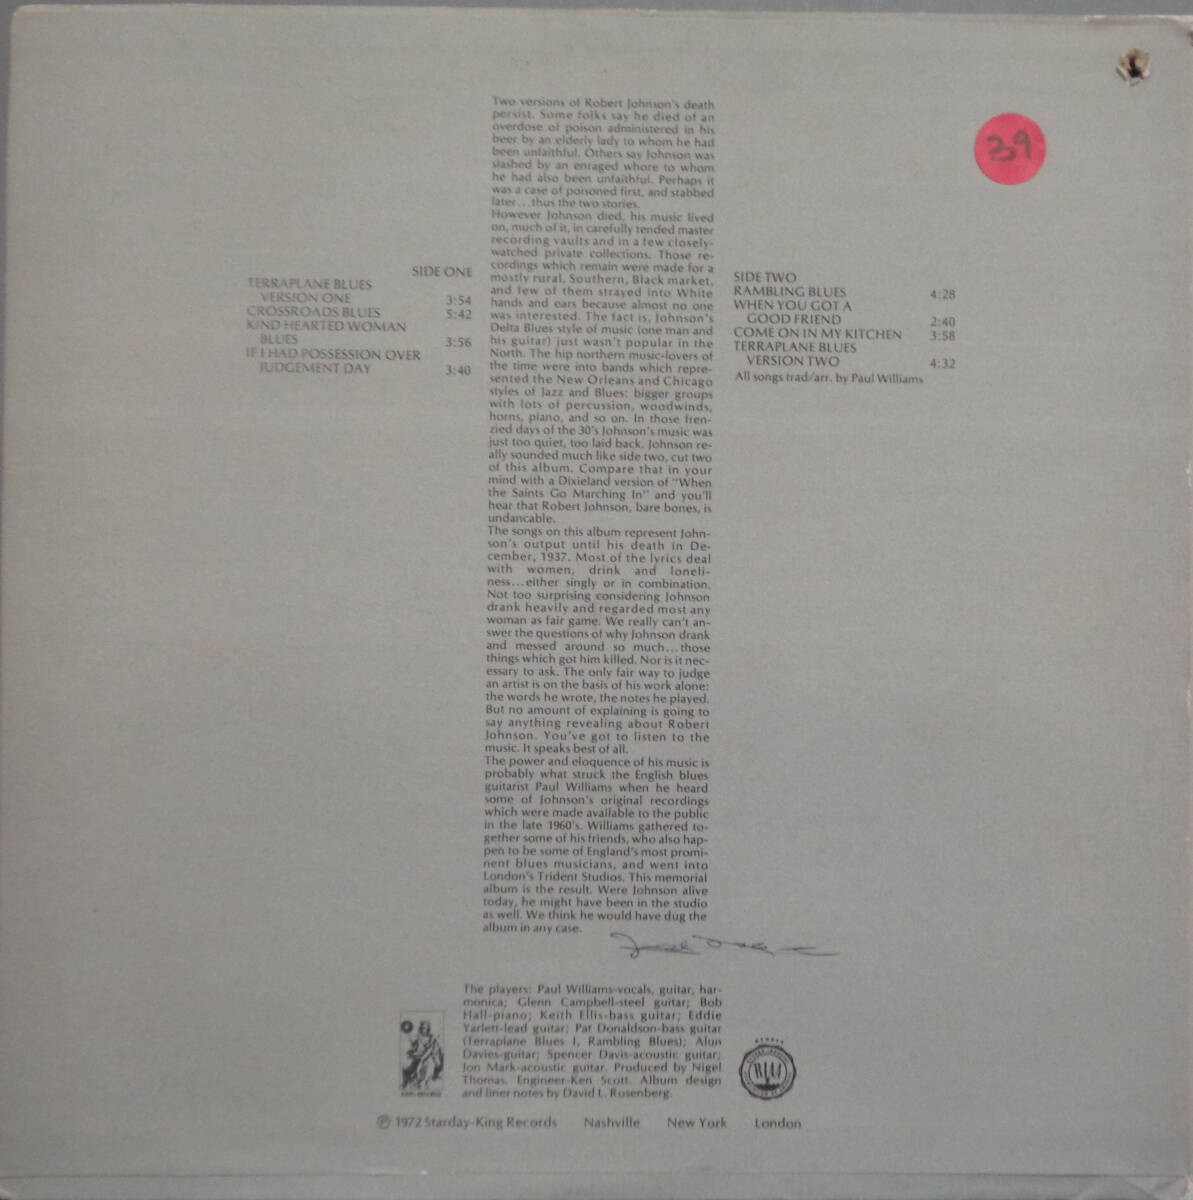 39
Two versions of Robert Johnson's death
persist. Some folks say he died of an
overdose of poison administered in his
beer by an elderly lady to whom he had
been unfaithful. Others say Johnson was
slashed by an enraged whore to whom
he had also been unfaithful. Perhaps it
was a case of poisoned first, and stabbed
later...thus the two stories.
However Johnson died, his music lived
on, much of it, in carefully tended master
recording vaults and in a few closely-
watched private collections. Those re-
cordings which remain were made for a
mostly rural, Southern, Black market,
and few of them strayed into White
hands and ears because almost no one
was interested. The fact is, Johnson's
Delta Blues style of music (one man and
his guitar) just wasn't popular in the
North. The hip northern music-lovers of
the time were into bands which repre-
sented the New Orleans and Chicago
styles of Jazz and Blues: bigger groups
with lots of percussion, woodwinds,
horns, piano, and so on. In those fren-
zied days of the 30's Johnson's music was
just too quiet, too laid back. Johnson re-
ally sounded much like side two, cut two
of this album. Compare that in your
mind with a Dixieland version of "When
the Saints Go Marching In" and you'll
hear that Robert Johnson, bare bones, is
undancable.
The songs on this album represent John-
son's output until his death in De-
cember, 1937. Most of the lyrics deal
with women, drink and loneli-
ness...either singly or in combination.
Not too surprising considering Johnson
drank heavily and regarded most any
woman as fair game. We really can't an-
swer the questions of why Johnson drank
and messed around so much...those
things which got him killed. Nor is it nec-
essary to ask. The only fair way to judge
an artist is on the basis of his work alone:
the words he wrote, the notes he played.
But no amount of explaining is going to
say anything revealing about Robert
Johnson. You've got to listen to the
music. It speaks best of all.
The power and eloquence of his music is
probably what struck the English blues
guitarist Paul Williams when he heard
some of Johnson's original recordings
which were made available to the public
in the late 1960's. Williams gathered to-
gether some of his friends, who also hap-
pen to be some of England's most promi-
nent blues musicians, and went into
London's Trident Studios. This memorial
album is the result. Were Johnson alive
today, he might have been in the studio
as well. We think he would have dug the
album in any case.
SIDE ONE
TERRAPLANE BLUES
VERSION ONE 3:54
CROSSROADS BLUES 5:42
KIND HEARTED WOMAN
BLUES 3:56
IF I HAD POSSESSION OVER
JUDGEMENT DAY 3:40
SIDE TWO
RAMBLING BLUES 4:28
WHEN YOU GOT A
GOOD FRIEND 2:40
COME ON IN MY KITCHEN 3:58
TERRAPLANE BLUES
VERSION TWO 4:32
All songs trad/arr. by Paul Williams
The players: Paul Williams-vocals, guitar, har-
monica; Glenn Campbell-steel guitar; Bob
Hall-piano; Keith Ellis-bass guitar; Eddie
Yarlett-lead guitar; Pat Donaldson-bass guitar
(Terraplane Blues I, Rambling Blues); Alun
Davies-guitar; Spencer Davis-acoustic guitar;
Jon Mark-acoustic guitar. Produced by Nigel
Thomas. Engineer-Ken Scott. Album design
and liner notes by David L. Rosenberg.
℗ 1972 Starday-King Records Nashville New York London